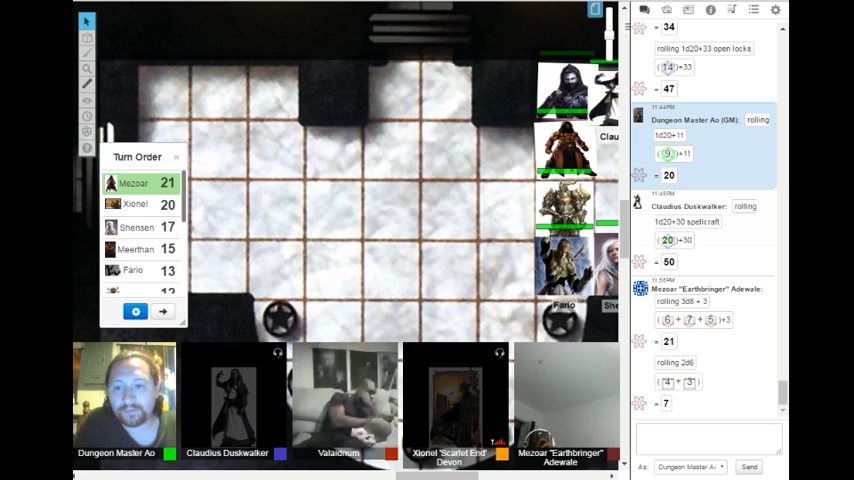 = 34
rolling 1d20+33 open locks
(14)+33
= 47
11:44PM
Dungeon Master Ao (GM): rolling
1d20+11
(9)+11
= 20
11:48PM
Claudius Duskwalker: rolling
1d20+30 spellcraft
(20)+30
= 50
11:58PM
Mezoar "Earthbringer" Adewale:
rolling 3d8 + 3
(6+7+5)+3
= 21
rolling 2d6
(4+3)
= 7
As: Dungeon Master A
Send
Turn Order ×
Mezoar 21
Xionel 20
Shensen 17
Meerthan 15
Fario 13
12
Clau
Fario
She
Dungeon Master Ao
Claudius Duskwalker
Valaidnum
Xionel 'Scarlet End'
Devon
Mezoar "Earthbringer"
Adewale